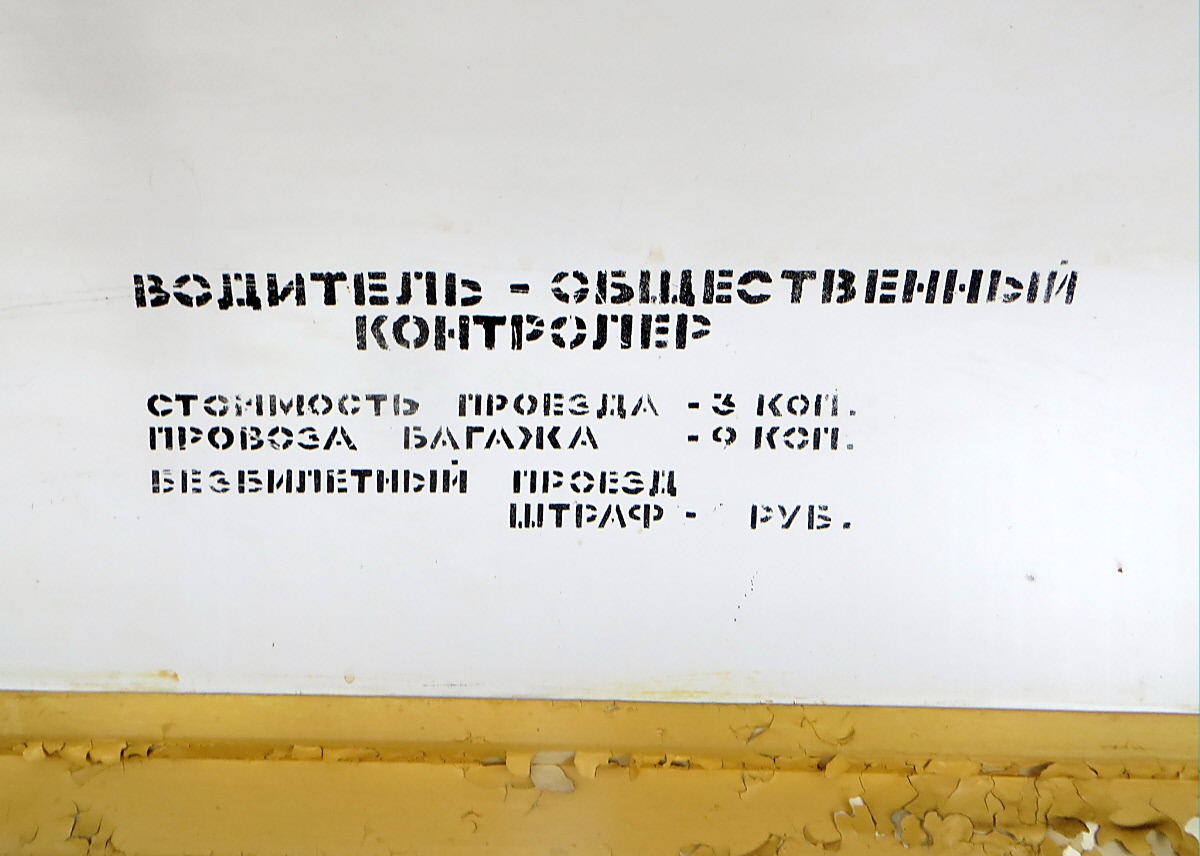 ВОДИТЕЛЬ - ОБЩЕСТВЕННЫЙ
КОНТРОЛЕР
СТОИМОСТЬ ПРОЕЗДА - 3 КОП.
ПРОВОЗА БАГАЖА - 9 КОП.
БЕЗБИЛЕТНЫЙ ПРОЕЗД
ШТРАФ - РУБ.